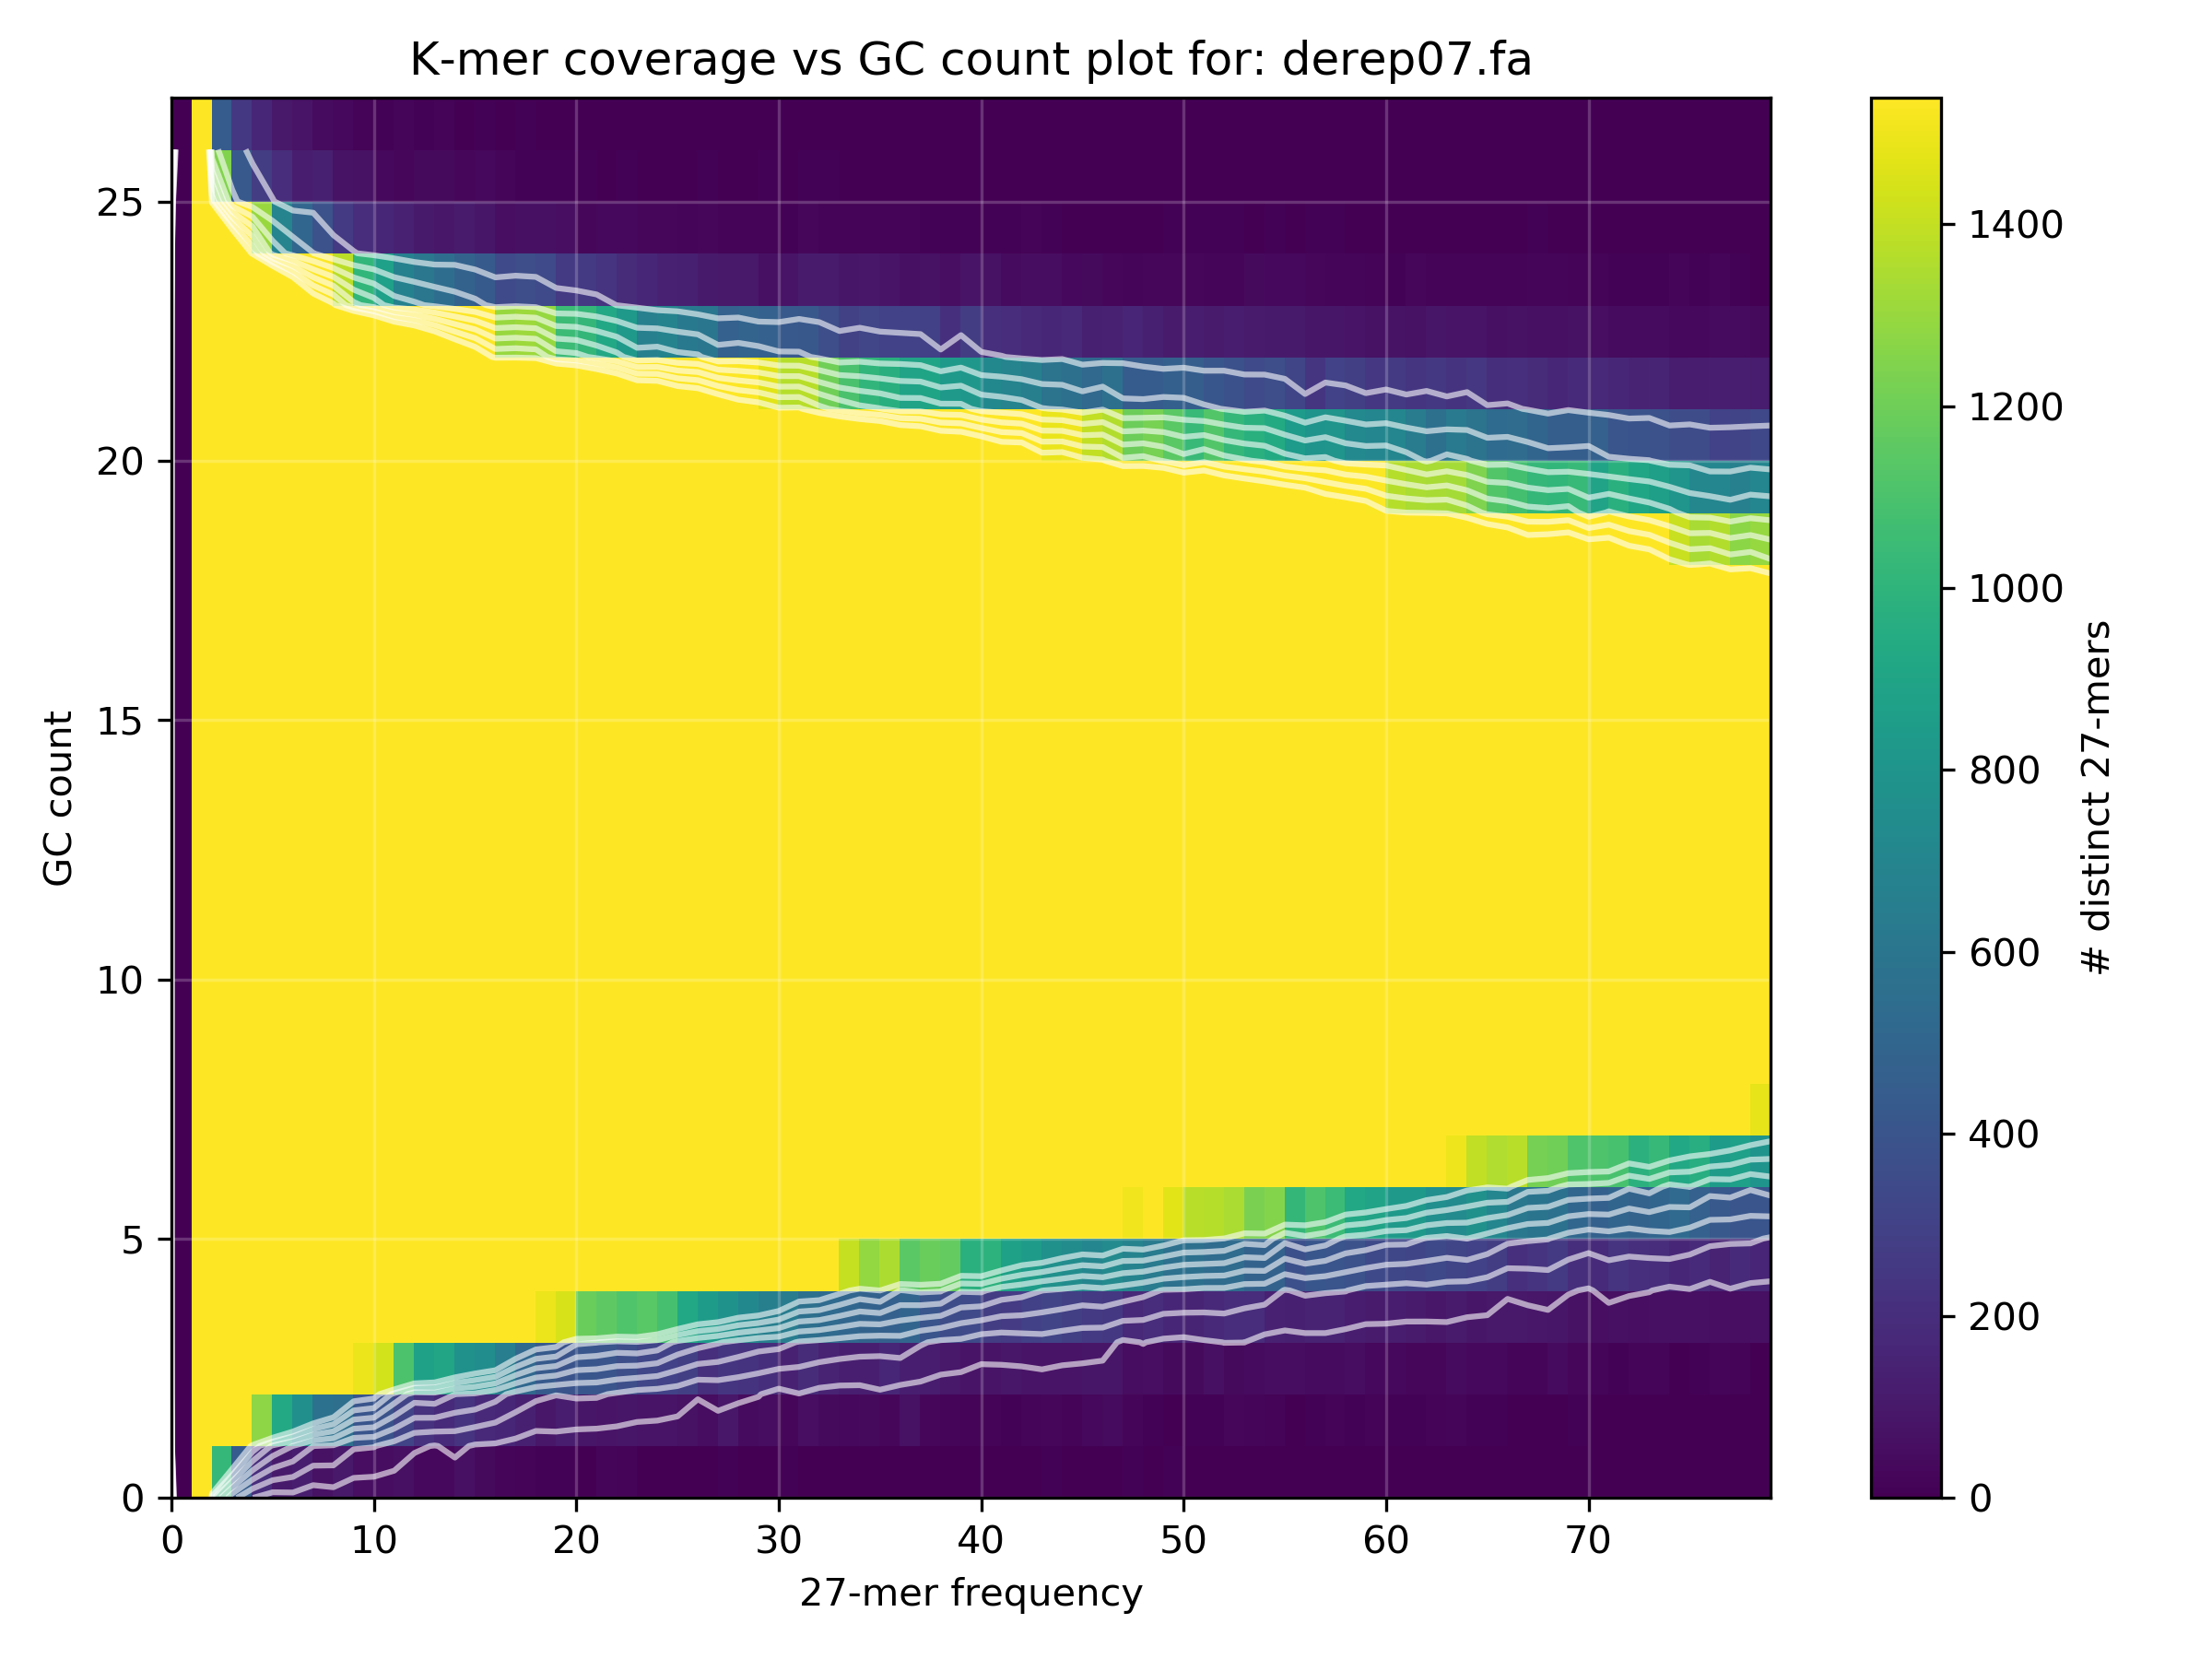 K-mer coverage vs GC count plot for: derep07.fa
25
20
15
10
5
0
GC count
0 10 20 30 40 50 60 70
27-mer frequency
1400
1200
1000
800
600
400
200
0
# distinct 27-mers